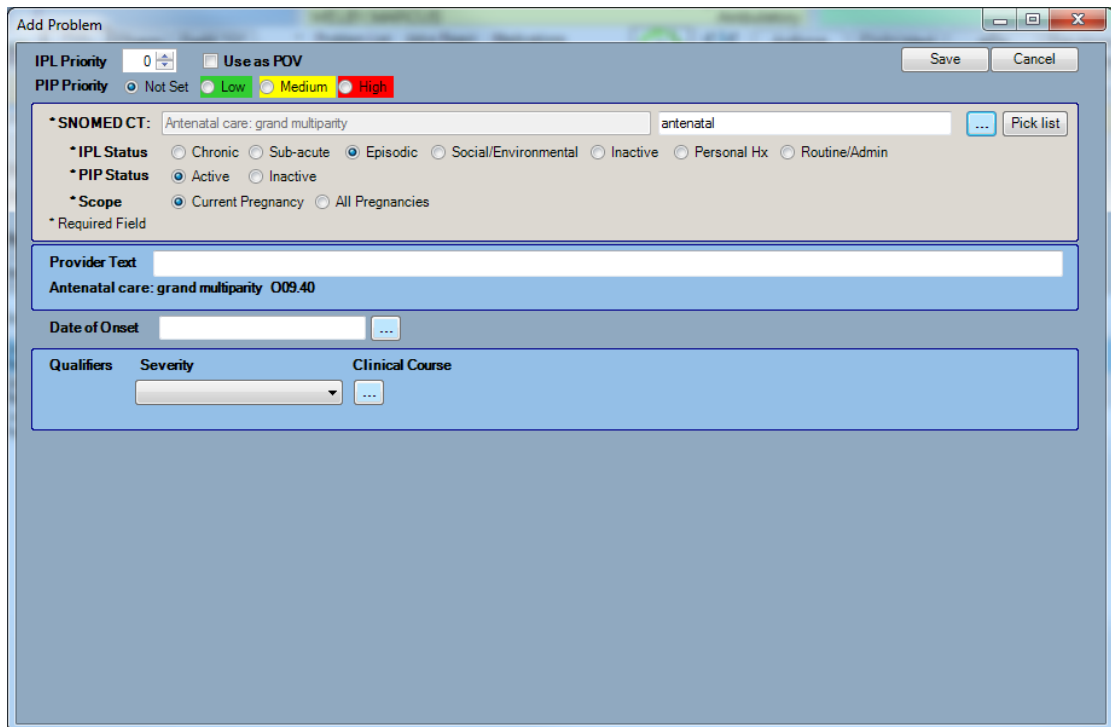 Add Problem
IPL Priority 0 Use as POV Save Cancel
PIP Priority Not Set Low Medium High
* SNOMED CT: Antenatal care: grand multiparity antenatal ... Pick list
* IPL Status Chronic Sub-acute Episodic Social/Environmental Inactive Personal Hx Routine/Admin
* PIP Status Active Inactive
* Scope Current Pregnancy All Pregnancies
* Required Field
Provider Text
Antenatal care: grand multiparity O09.40
Date of Onset ...
Qualifiers Severity Clinical Course
...